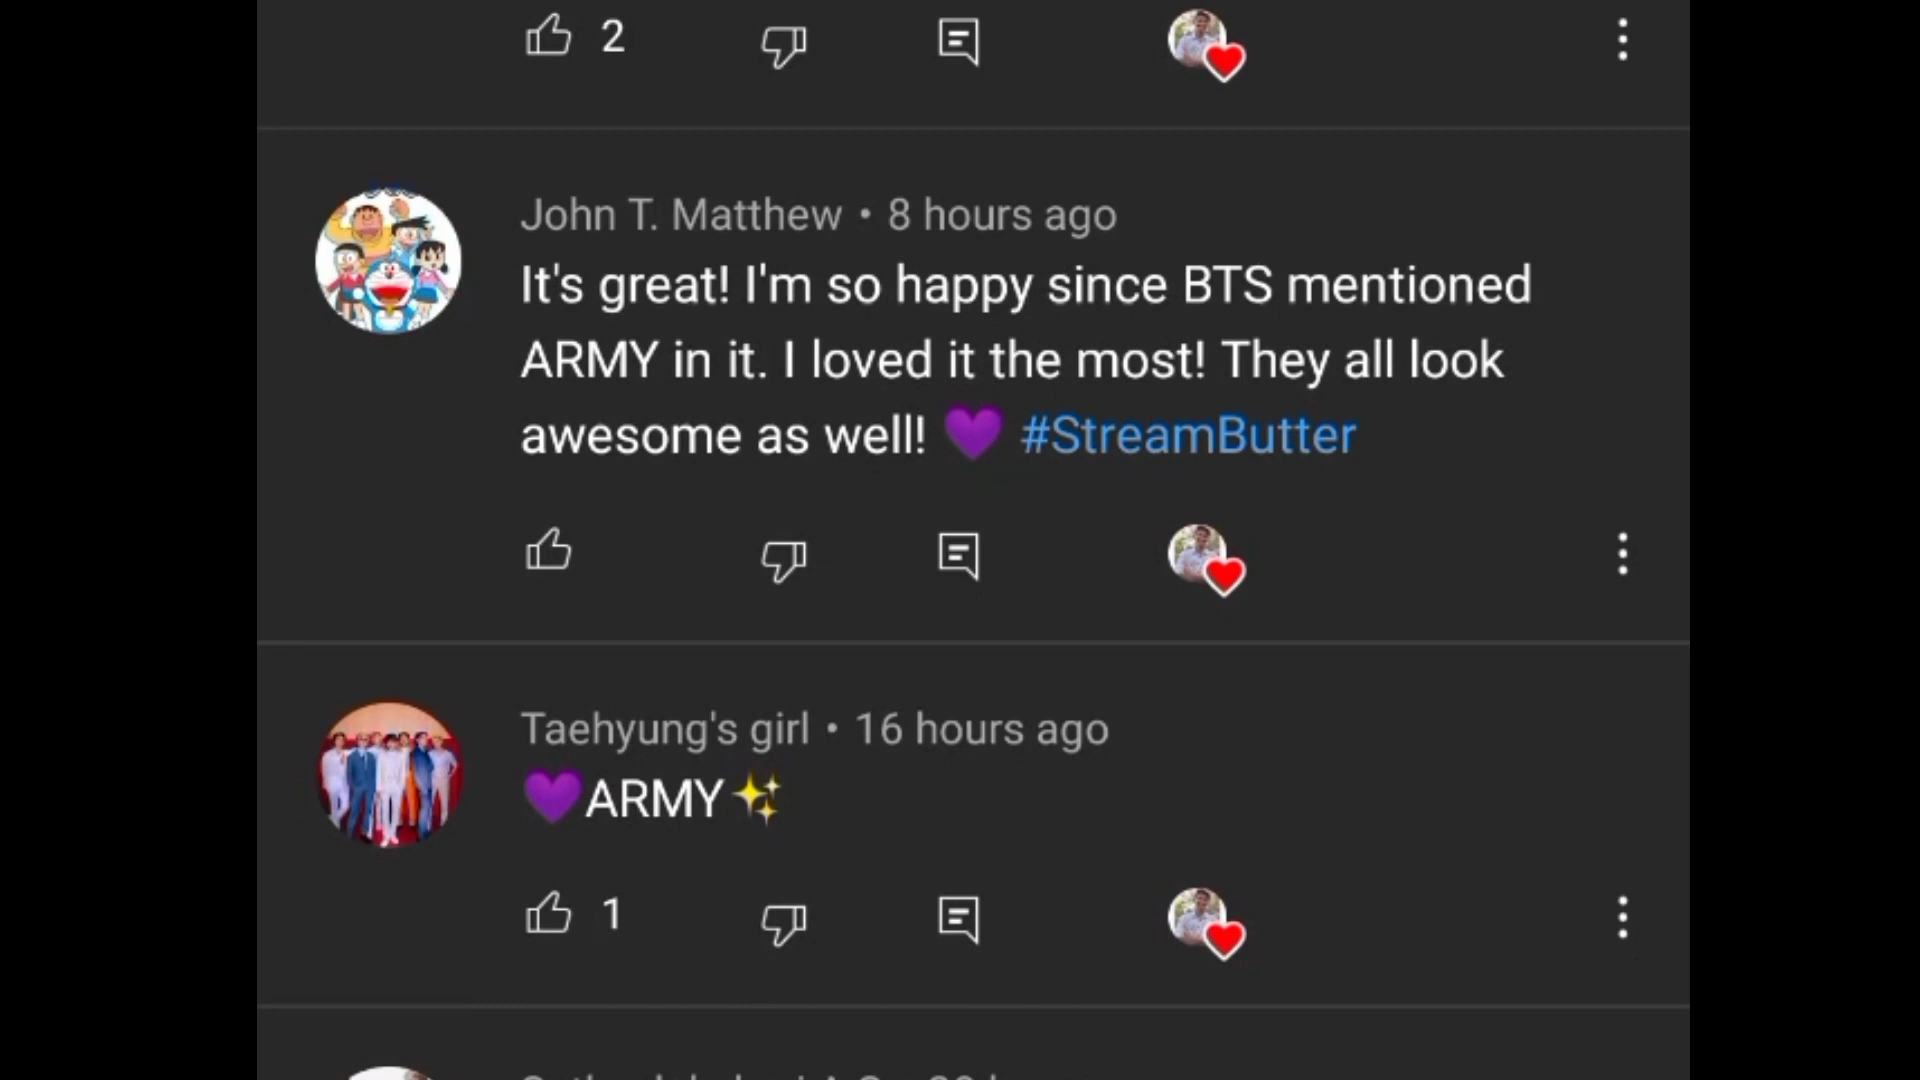 2
John T. Matthew • 8 hours ago
It's great! I'm so happy since BTS mentioned
ARMY in it. I loved it the most! They all look
awesome as well! 💜 #StreamButter
Taehyung's girl • 16 hours ago
💜ARMY✨
1